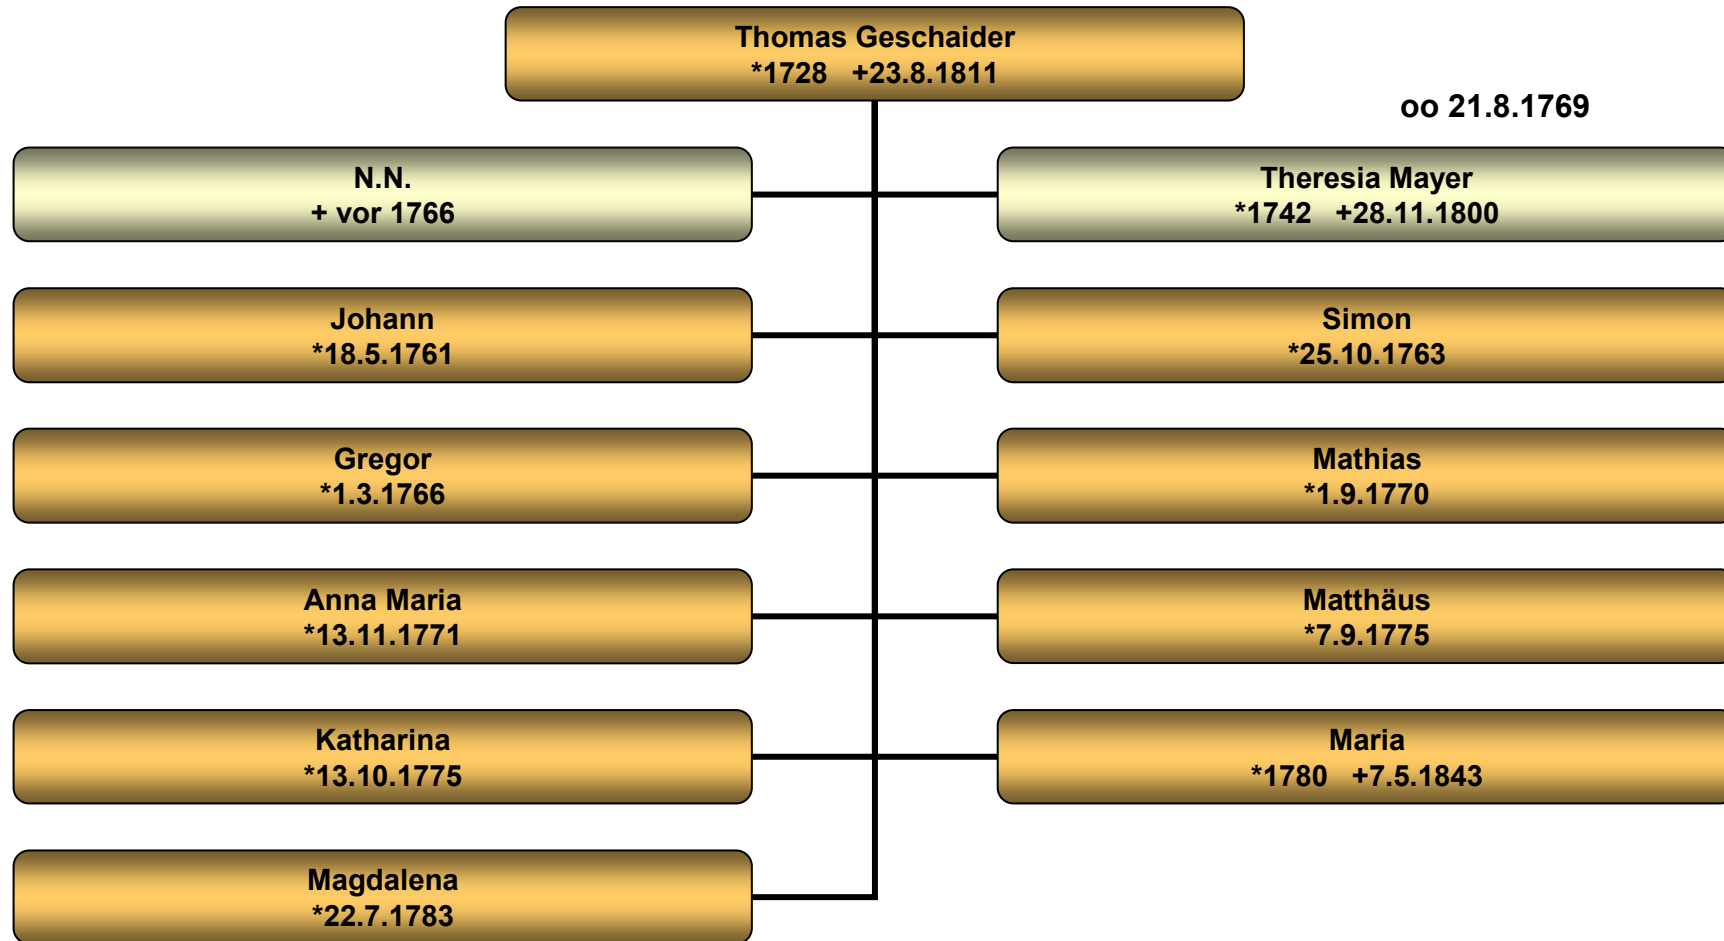 Thomas Geschaider
*1728 +23.8.1811
oo 21.8.1769
N.N.
+ vor 1766
Theresia Mayer
*1742 +28.11.1800
Johann
*18.5.1761
Simon
*25.10.1763
Gregor
*1.3.1766
Mathias
*1.9.1770
Anna Maria
*13.11.1771
Matthäus
*7.9.1775
Katharina
*13.10.1775
Maria
*1780 +7.5.1843
Magdalena
*22.7.1783